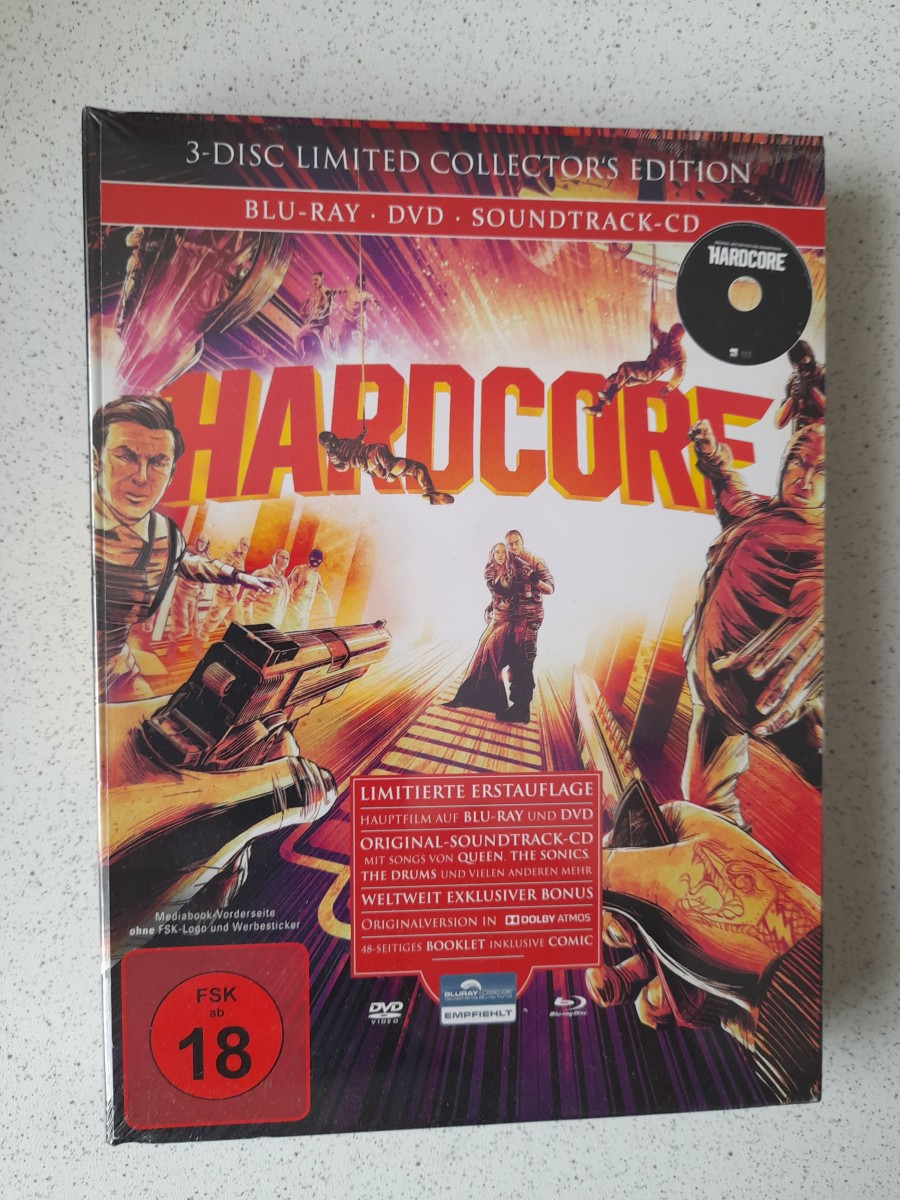 3-DISC LIMITED COLLECTOR'S EDITION
BLU-RAY · DVD · SOUNDTRACK-CD
HARDCORE
HARDCORE
LIMITIERTE ERSTAUFLAGE
HAUPTFILM AUF BLU-RAY UND DVD
ORIGINAL-SOUNDTRACK-CD
MIT SONGS VON QUEEN, THE SONICS,
THE DRUMS UND VIELEN ANDEREN MEHR
WELTWEIT EXKLUSIVER BONUS
ORIGINALVERSION IN DOLBY ATMOS
48-SEITIGES BOOKLET INKLUSIVE COMIC
Mediabook-Vorderseite
ohne FSK-Logo und Werbesticker
FSK
ab
18
DVD
VIDEO
BLURAY-DISC.DE
EMPFIEHLT
Blu-ray Disc